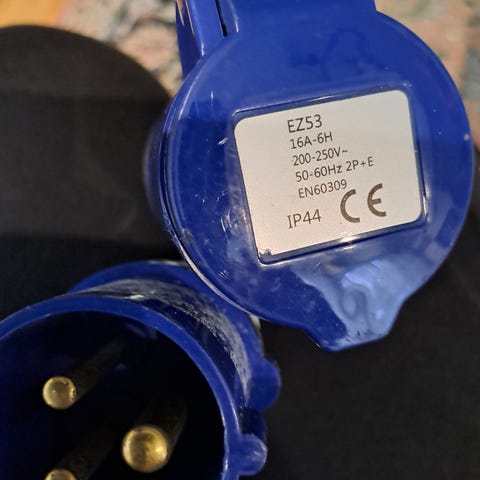 EZ53
16A-6H
200-250V~
50-60Hz 2P+E
EN60309
IP44 CE